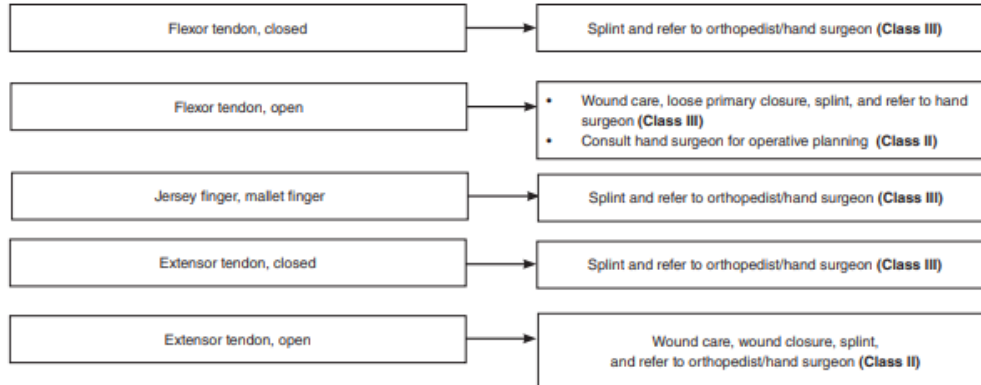 Flexor tendon, closed
Splint and refer to orthopedist/hand surgeon (Class III)
Flexor tendon, open
• Wound care, loose primary closure, splint, and refer to hand
surgeon (Class III)
• Consult hand surgeon for operative planning (Class II)
Jersey finger, mallet finger
Splint and refer to orthopedist/hand surgeon (Class III)
Extensor tendon, closed
Splint and refer to orthopedist/hand surgeon (Class III)
Extensor tendon, open
Wound care, wound closure, splint,
and refer to orthopedist/hand surgeon (Class II)